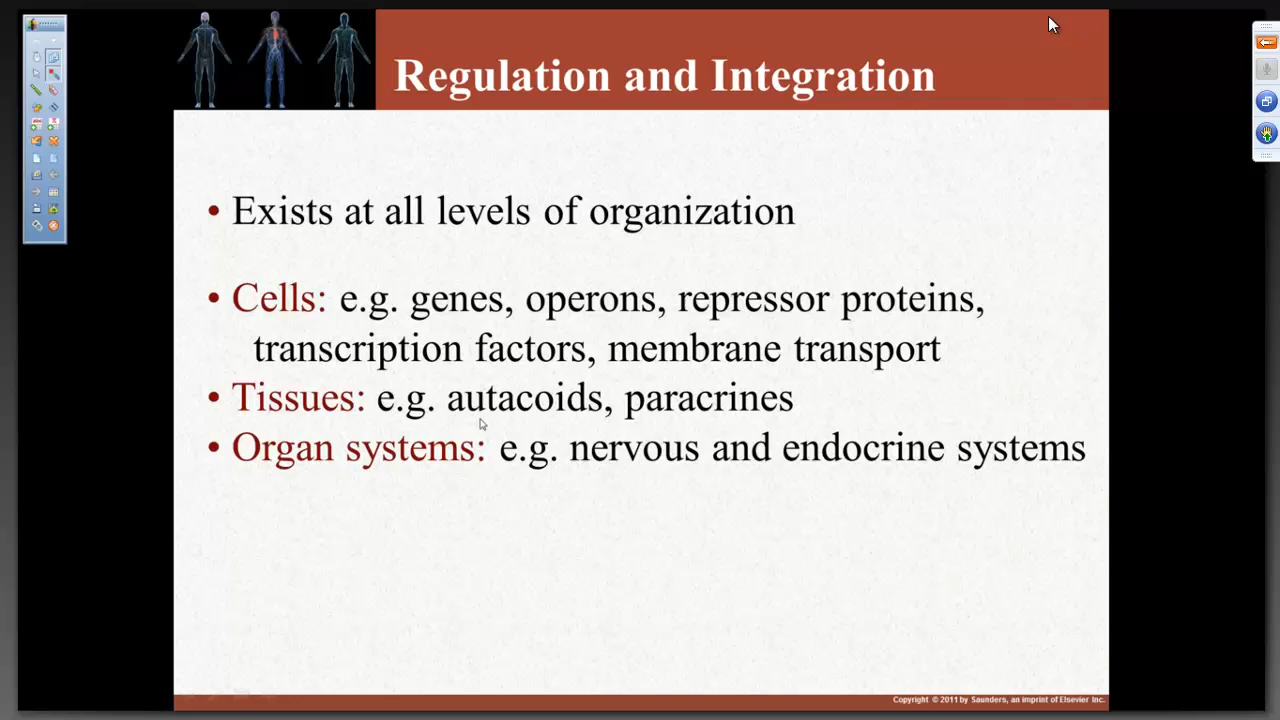 Regulation and Integration
• Exists at all levels of organization
• Cells: e.g. genes, operons, repressor proteins,
transcription factors, membrane transport
• Tissues: e.g. autacoids, paracrines
• Organ systems: e.g. nervous and endocrine systems
Copyright © 2011 by Saunders, an imprint of Elsevier Inc.